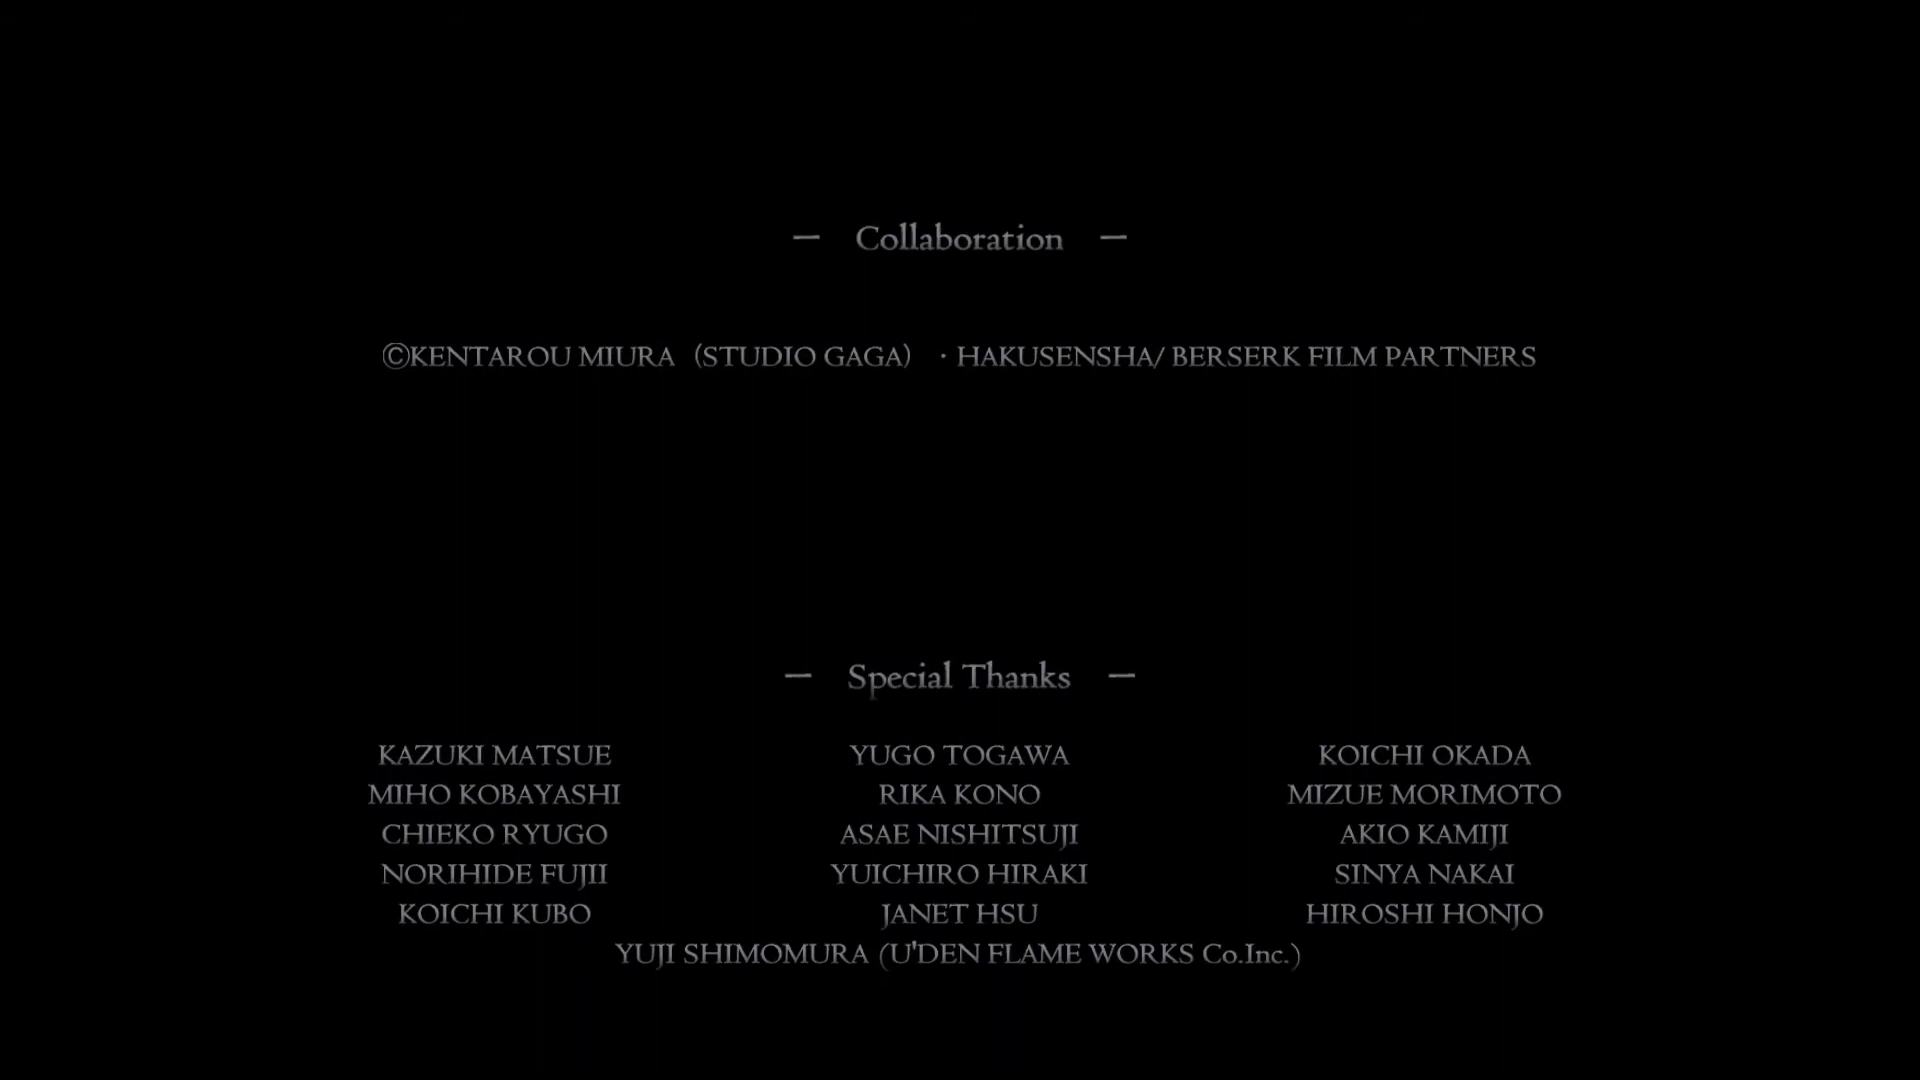 — Collaboration —
©KENTAROU MIURA (STUDIO GAGA) ・HAKUSENSHA/ BERSERK FILM PARTNERS
— Special Thanks —
KAZUKI MATSUE YUGO TOGAWA KOICHI OKADA
MIHO KOBAYASHI RIKA KONO MIZUE MORIMOTO
CHIEKO RYUGO ASAE NISHITSUJI AKIO KAMIJI
NORIHIDE FUJII YUICHIRO HIRAKI SINYA NAKAI
KOICHI KUBO JANET HSU HIROSHI HONJO
YUJI SHIMOMURA (U'DEN FLAME WORKS Co.Inc.)